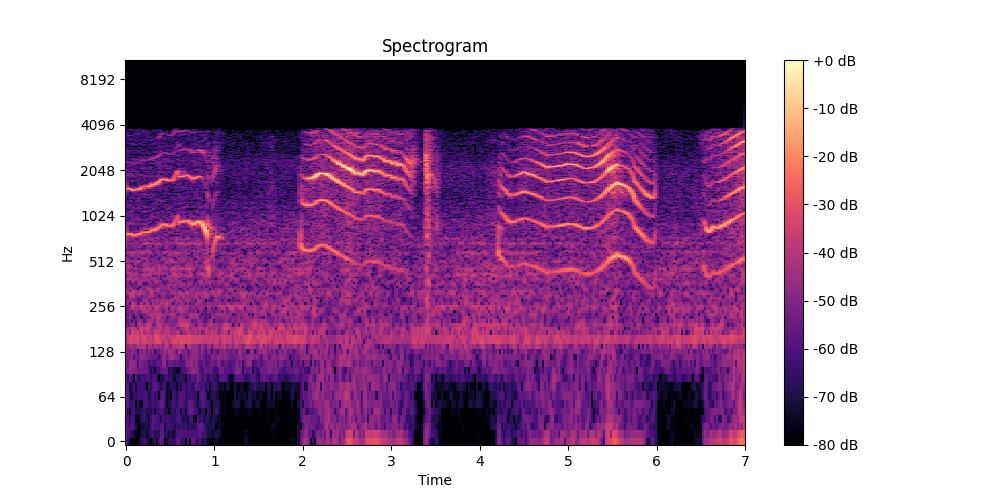 Spectrogram
8192
4096
2048
1024
512
256
128
64
0
Hz
0 1 2 3 4 5 6 7
Time
+0 dB
-10 dB
-20 dB
-30 dB
-40 dB
-50 dB
-60 dB
-70 dB
-80 dB